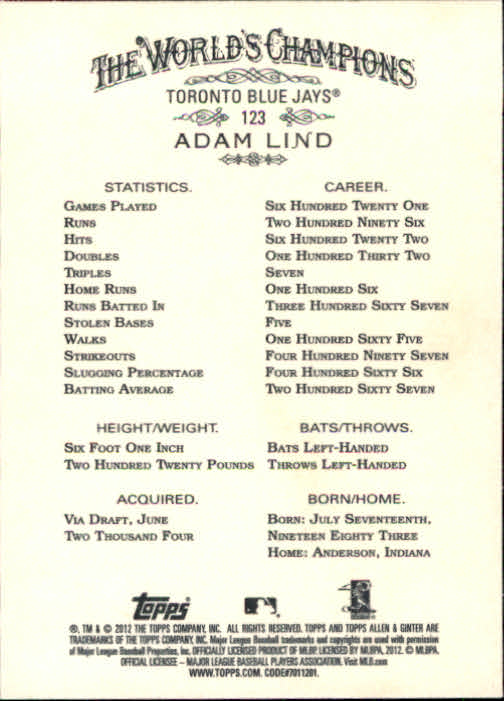 THE WORLD'S CHAMPIONS
TORONTO BLUE JAYS®
123
ADAM LIND
STATISTICS. CAREER.
GAMES PLAYED SIX HUNDRED TWENTY ONE
RUNS TWO HUNDRED NINETY SIX
HITS SIX HUNDRED TWENTY TWO
DOUBLES ONE HUNDRED THIRTY TWO
TRIPLES SEVEN
HOME RUNS ONE HUNDRED SIX
RUNS BATTED IN THREE HUNDRED SIXTY SEVEN
STOLEN BASES FIVE
WALKS ONE HUNDRED SIXTY FIVE
STRIKEOUTS FOUR HUNDRED NINETY SEVEN
SLUGGING PERCENTAGE FOUR HUNDRED SIXTY SIX
BATTING AVERAGE TWO HUNDRED SIXTY SEVEN
HEIGHT/WEIGHT. BATS/THROWS.
SIX FOOT ONE INCH BATS LEFT-HANDED
TWO HUNDRED TWENTY POUNDS THROWS LEFT-HANDED
ACQUIRED. BORN/HOME.
VIA DRAFT, JUNE BORN: JULY SEVENTEENTH,
TWO THOUSAND FOUR NINETEEN EIGHTY THREE
HOME: ANDERSON, INDIANA
Topps
®, TM & © 2012 THE TOPPS COMPANY, INC. ALL RIGHTS RESERVED. TOPPS AND TOPPS ALLEN & GINTER ARE
TRADEMARKS OF THE TOPPS COMPANY, INC. Major League Baseball trademarks and copyrights are used with permission
of Major League Baseball Properties, Inc. OFFICIALLY LICENSED PRODUCT OF MLBP. LICENSED BY MLBPA, 2012. © MLBPA.
OFFICIAL LICENSEE – MAJOR LEAGUE BASEBALL PLAYERS ASSOCIATION. Visit MLB.com
WWW.TOPPS.COM. CODE#7011201.